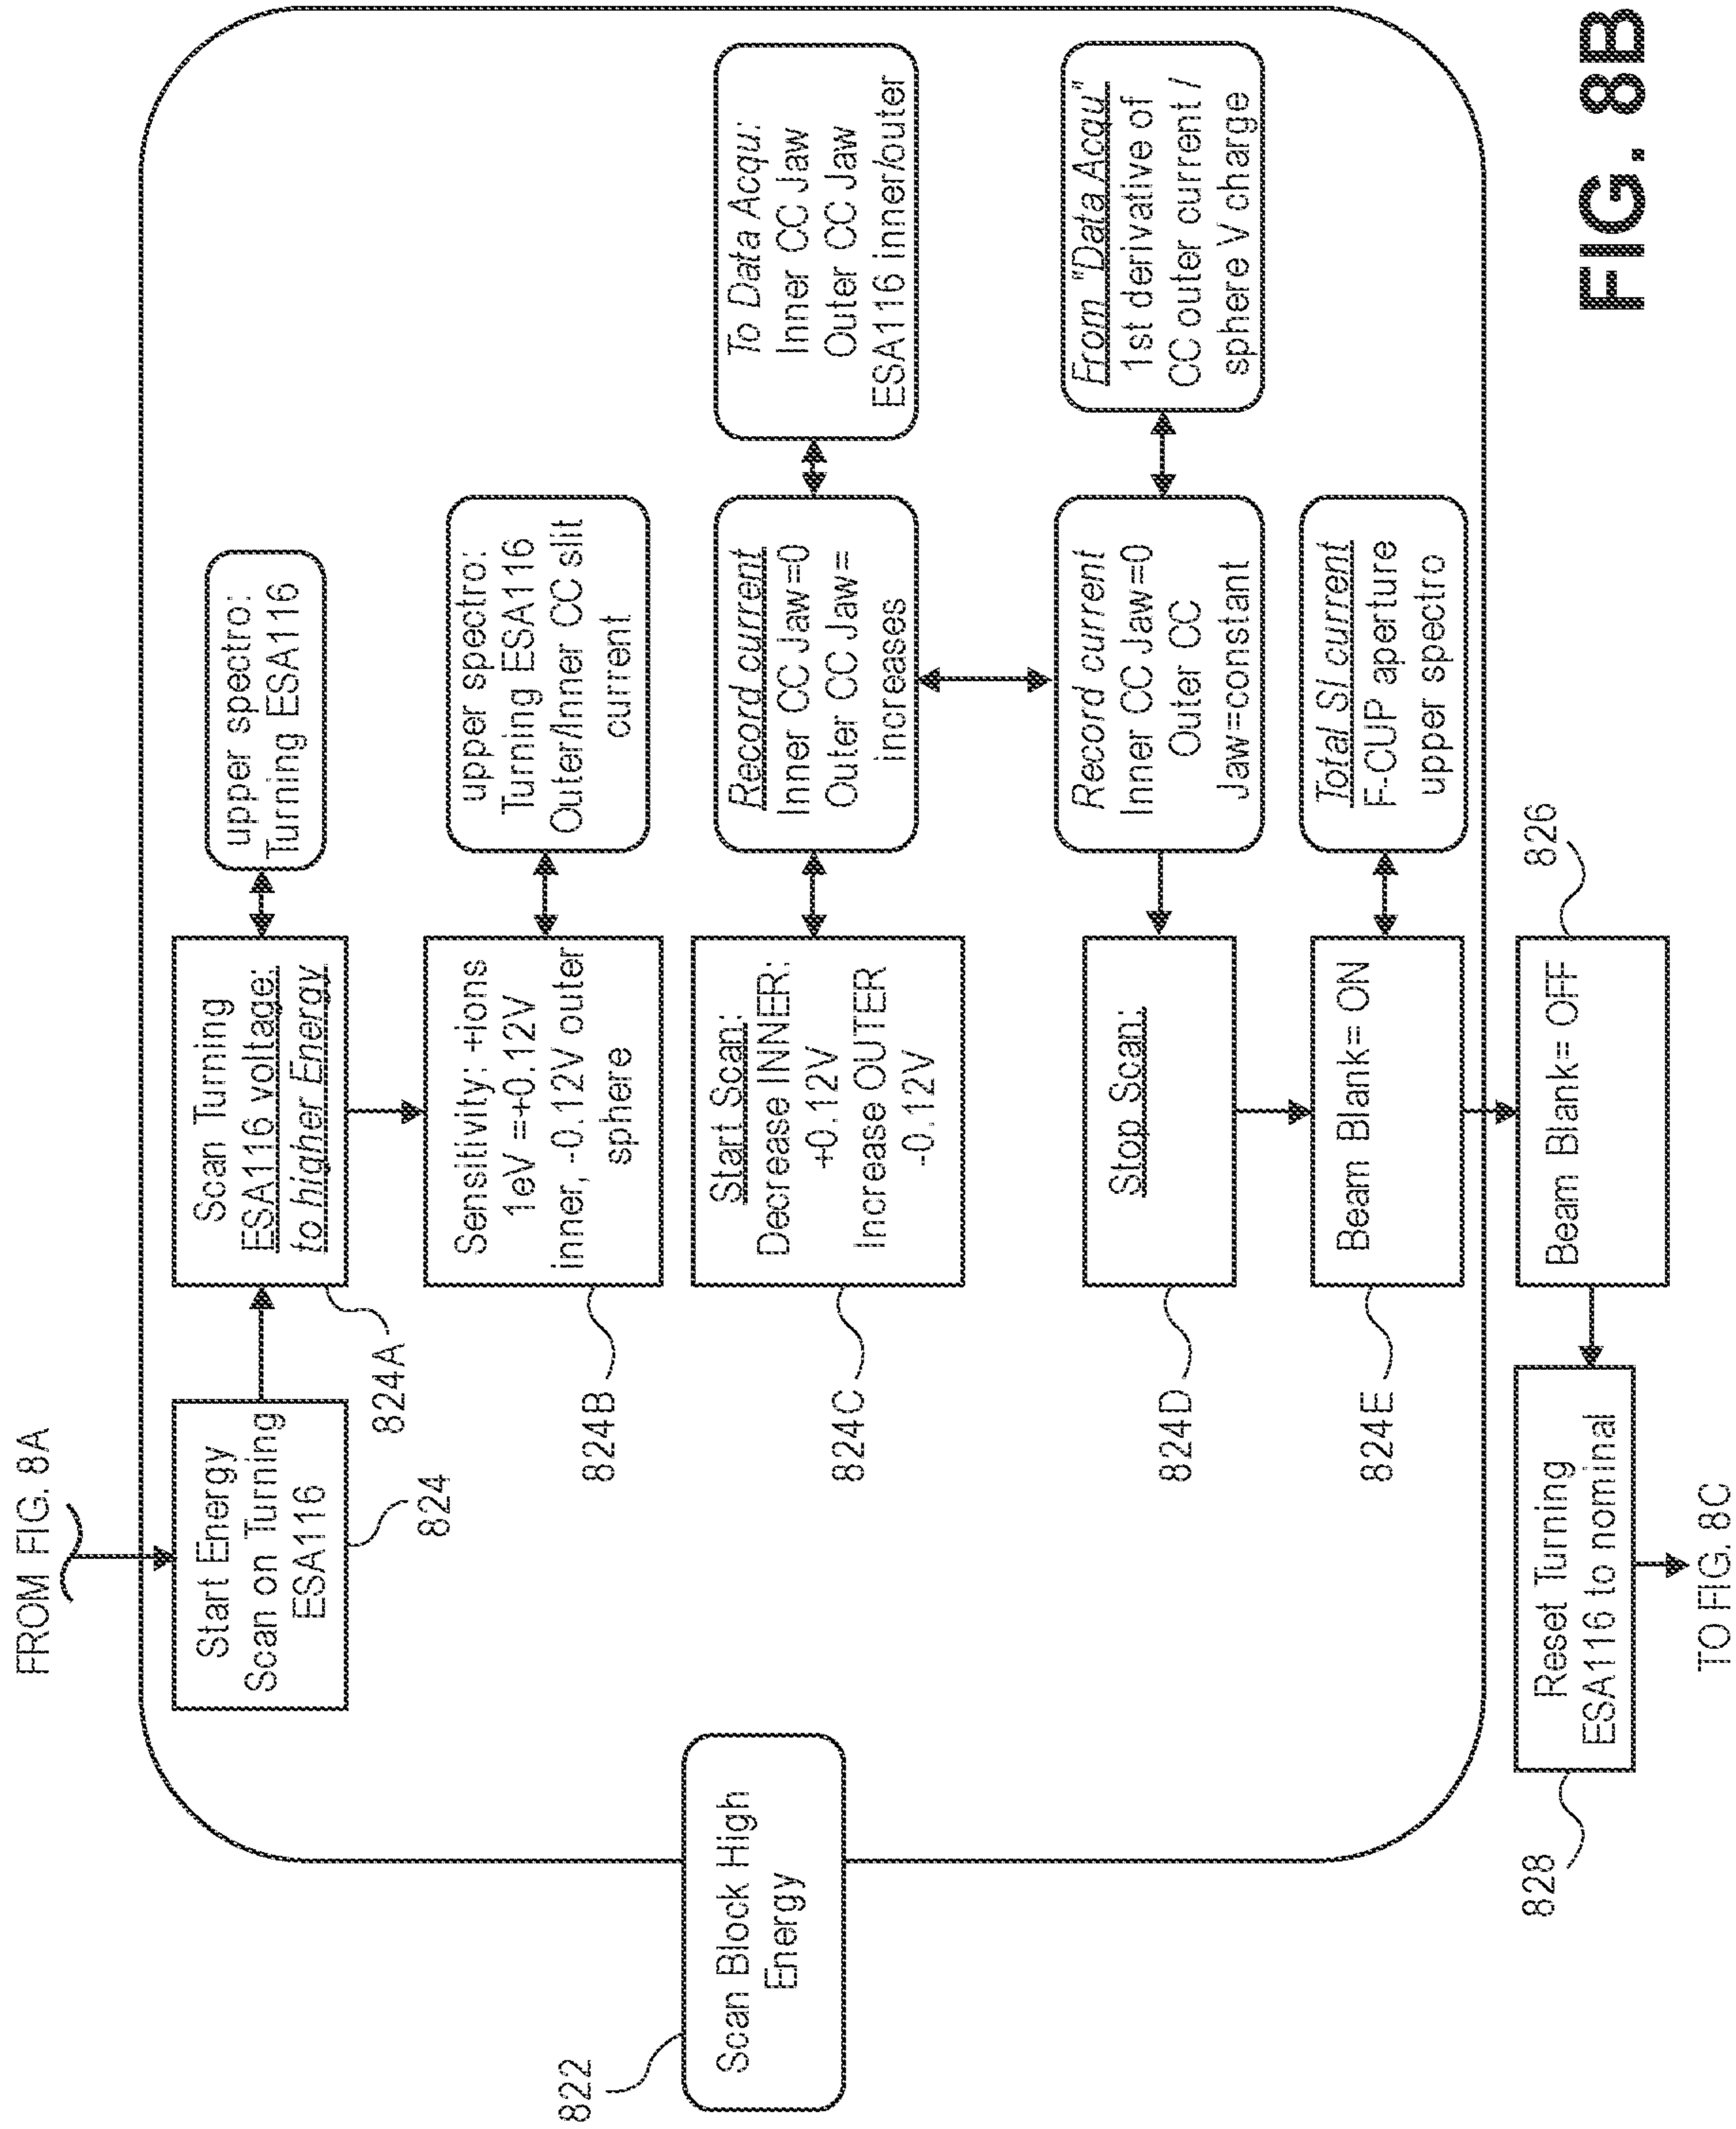 FROM FIG. 8A
Start Energy
Scan on Turning
ESA116
824
Scan Turning
ESA116 voltage:
to higher Energy
824A
upper spectro:
Turning ESA116
Sensitivity: +ions
1eV =+0.12V
inner, -0.12V outer
sphere
824B
upper spectro:
Turning ESA116
Outer/Inner CC slit
current
Start Scan:
Decrease INNER:
+0.12V
Increase OUTER
-0.12V
824C
Record current
Inner CC Jaw=0
Outer CC Jaw=
increases
To Data Acqu:
Inner CC Jaw
Outer CC Jaw
ESA116 inner/outer
Stop Scan:
824D
Record current
Inner CC Jaw=0
Outer CC
Jaw=constant
From "Data Acqu"
1st derivative of
CC outer current /
sphere V charge
Beam Blank= ON
824E
Total SI current
F-CUP aperture
upper spectro
Scan Block High
Energy
822
Beam Blank= OFF
826
Reset Turning
ESA116 to nominal
828
TO FIG. 8C
FIG. 8B